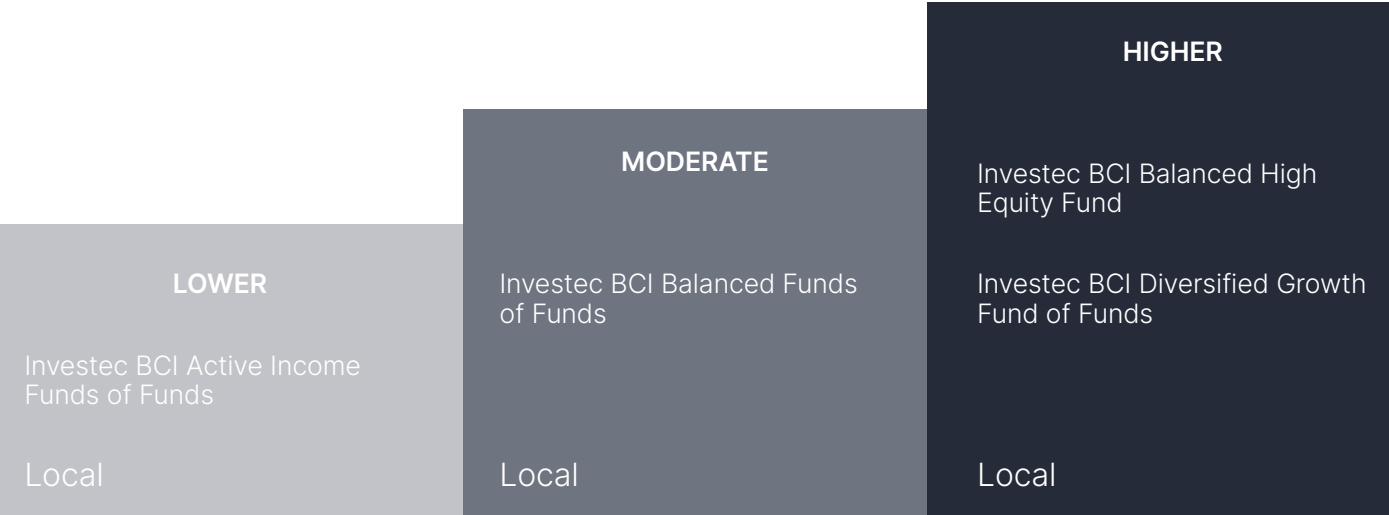 LOWER
Investec BCI Active Income
Funds of Funds
Local
MODERATE
Investec BCI Balanced Funds
of Funds
Local
HIGHER
Investec BCI Balanced High
Equity Fund
Investec BCI Diversified Growth
Fund of Funds
Local